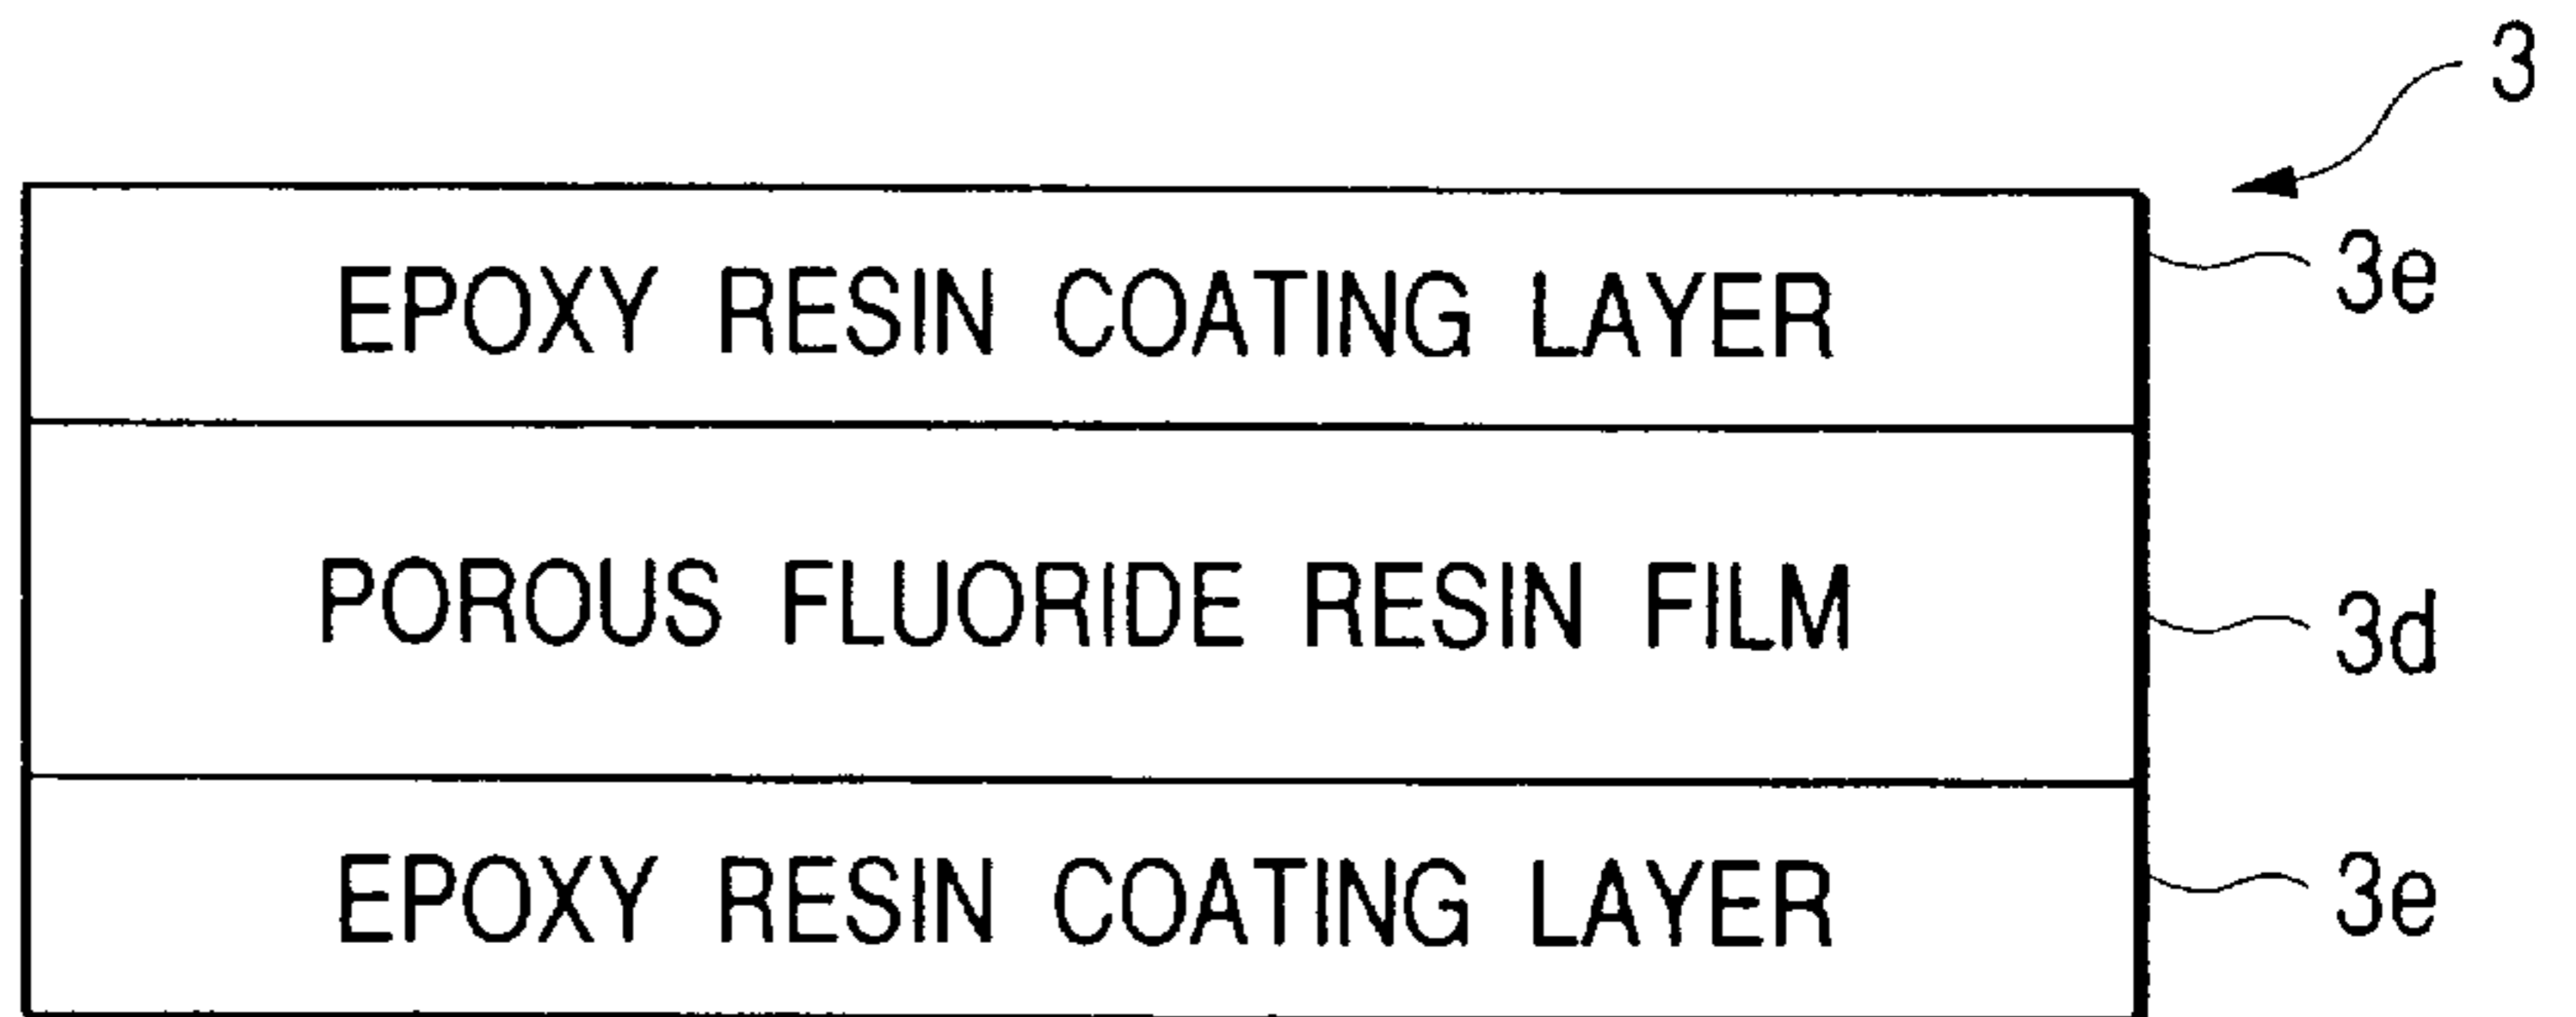 3
EPOXY RESIN COATING LAYER 3e
POROUS FLUORIDE RESIN FILM 3d
EPOXY RESIN COATING LAYER 3e